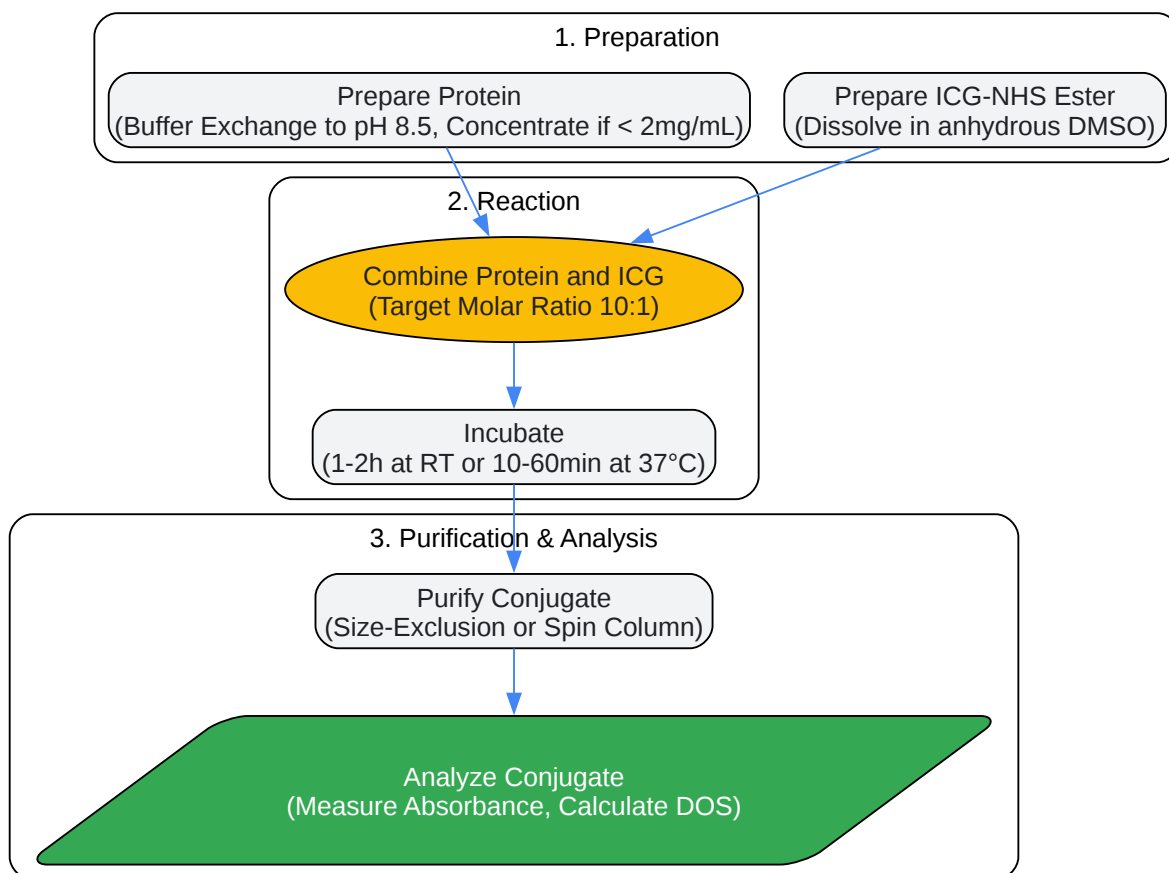 1. Preparation
Prepare Protein
(Buffer Exchange to pH 8.5, Concentrate if < 2mg/mL)
Prepare ICG-NHS Ester
(Dissolve in anhydrous DMSO)
2. Reaction
Combine Protein and ICG
(Target Molar Ratio 10:1)
Incubate
(1-2h at RT or 10-60min at 37°C)
3. Purification & Analysis
Purify Conjugate
(Size-Exclusion or Spin Column)
Analyze Conjugate
(Measure Absorbance, Calculate DOS)